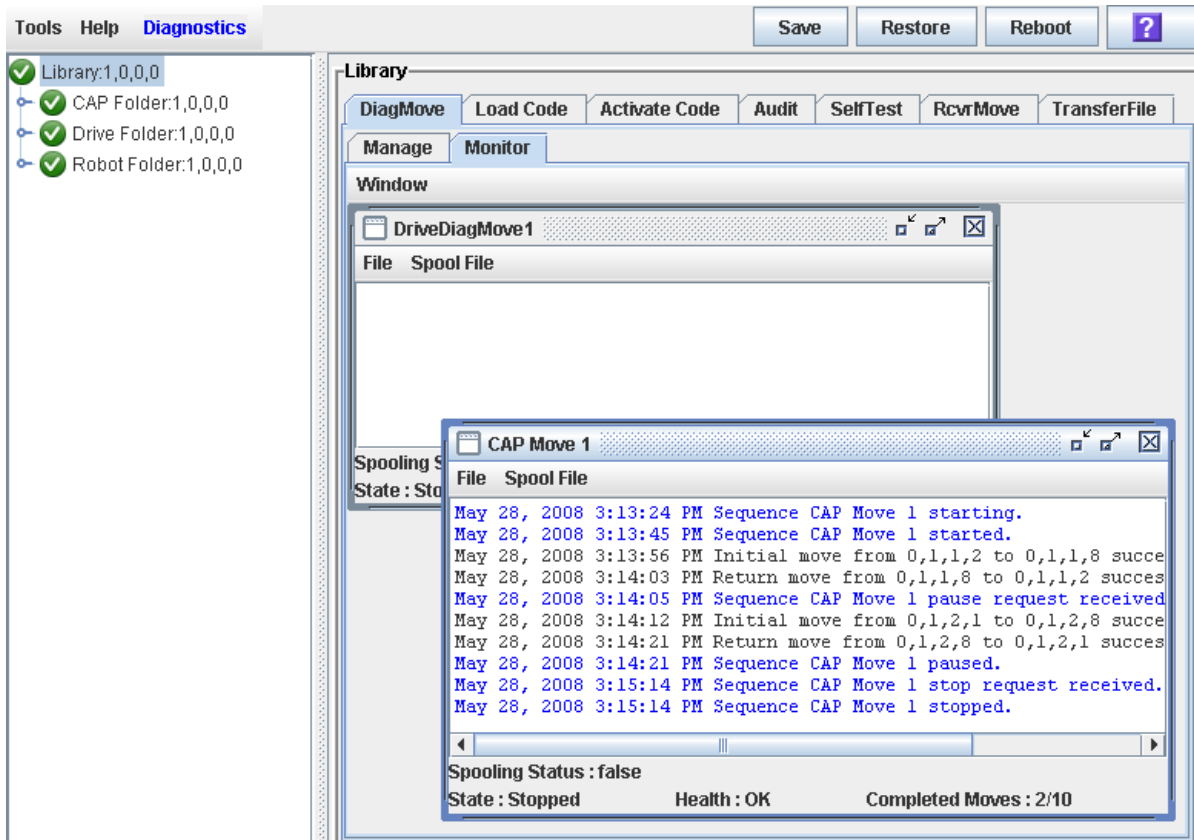 Tools Help Diagnostics
Save Restore Reboot ?
Library:1,0,0,0
CAP Folder:1,0,0,0
Drive Folder:1,0,0,0
Robot Folder:1,0,0,0
Library
DiagMove Load Code Activate Code Audit SelfTest RcvrMove TransferFile
Manage Monitor
Window
DriveDiagMove1
File Spool File
Spooling S
State : Sto
CAP Move 1
File Spool File
May 28, 2008 3:13:24 PM Sequence CAP Move 1 starting.
May 28, 2008 3:13:45 PM Sequence CAP Move 1 started.
May 28, 2008 3:13:56 PM Initial move from 0,1,1,2 to 0,1,1,8 succe
May 28, 2008 3:14:03 PM Return move from 0,1,1,8 to 0,1,1,2 succes
May 28, 2008 3:14:05 PM Sequence CAP Move 1 pause request received
May 28, 2008 3:14:12 PM Initial move from 0,1,2,1 to 0,1,2,8 succe
May 28, 2008 3:14:21 PM Return move from 0,1,2,8 to 0,1,2,1 succes
May 28, 2008 3:14:21 PM Sequence CAP Move 1 paused.
May 28, 2008 3:15:14 PM Sequence CAP Move 1 stop request received.
May 28, 2008 3:15:14 PM Sequence CAP Move 1 stopped.
Spooling Status : false
State : Stopped Health : OK Completed Moves : 2/10